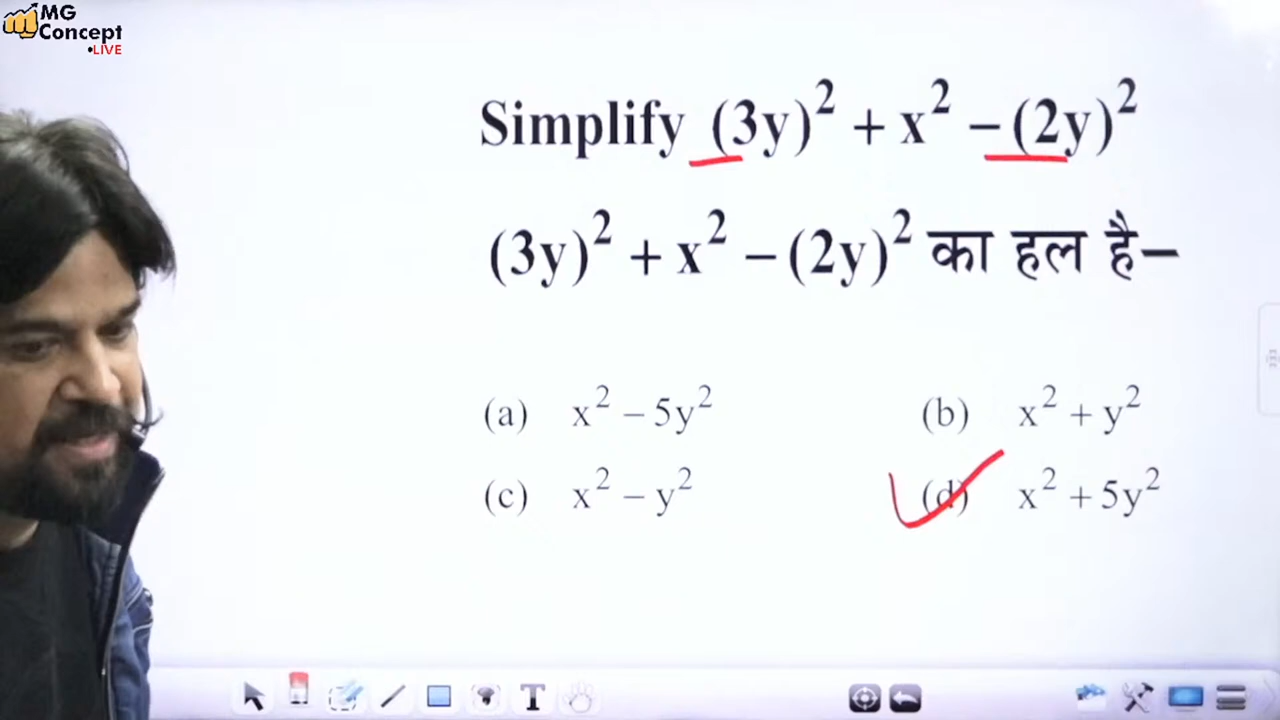 MG
Concept
•LIVE
Simplify (3y)² + x² – (2y)²
(3y)² + x² – (2y)² का हल है–
(a) x² – 5y² (b) x² + y²
(c) x² – y² (d) x² + 5y²
T